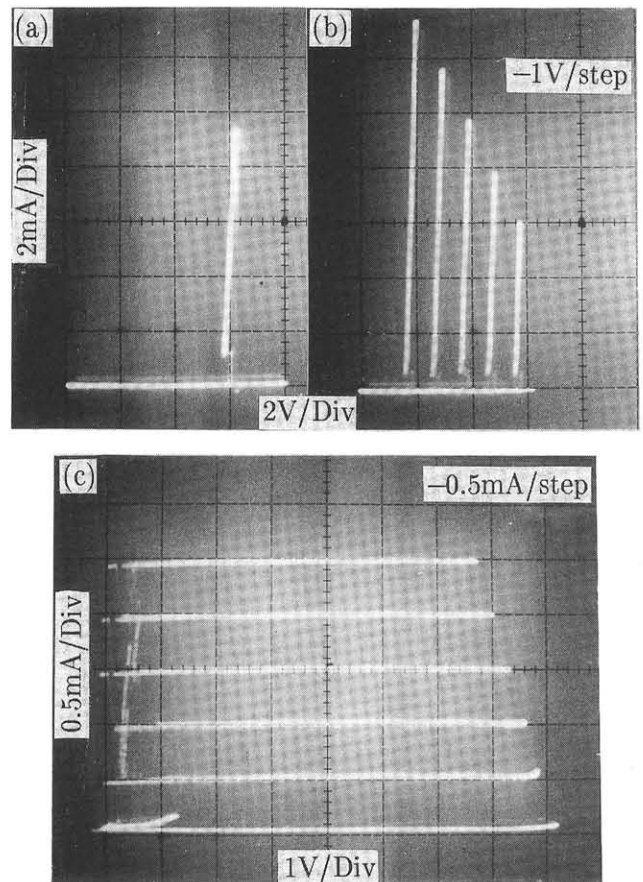 (a)
(b)
−1V/step
2mA/Div
2V/Div
(c)
−0.5mA/step
0.5mA/Div
1V/Div